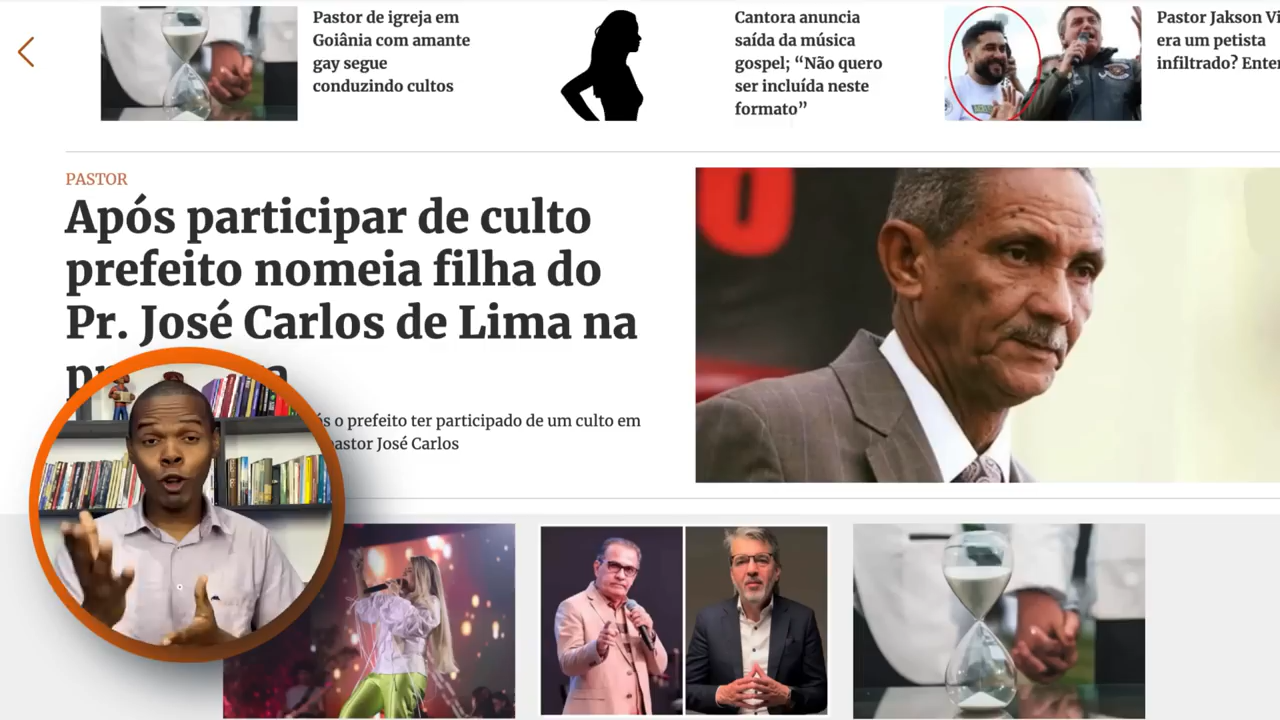 Pastor de igreja em
Goiânia com amante
gay segue
conduzindo cultos
Cantora anuncia
saída da música
gospel; “Não quero
ser incluída neste
formato”
Pastor Jakson Vi
era um petista
infiltrado? Enter
PASTOR
Após participar de culto
prefeito nomeia filha do
Pr. José Carlos de Lima na
o prefeito ter participado de um culto em
pastor José Carlos